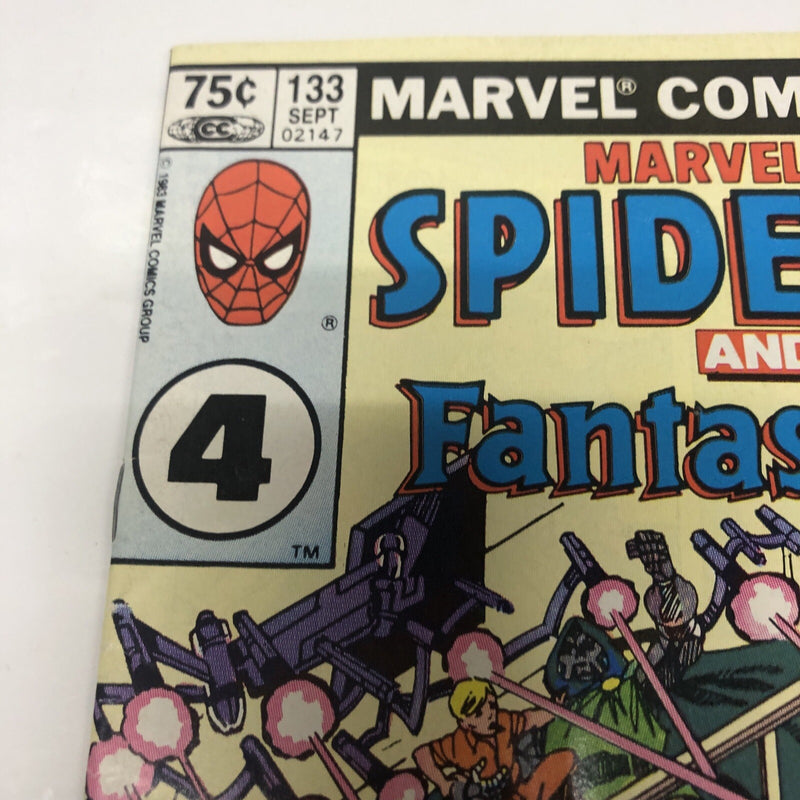 75¢
133
SEPT
02147
CC
MARVEL® COM
© 1983 MARVEL COMICS GROUP
MARVEL
SPIDE
®
AND
Fantas
4
TM